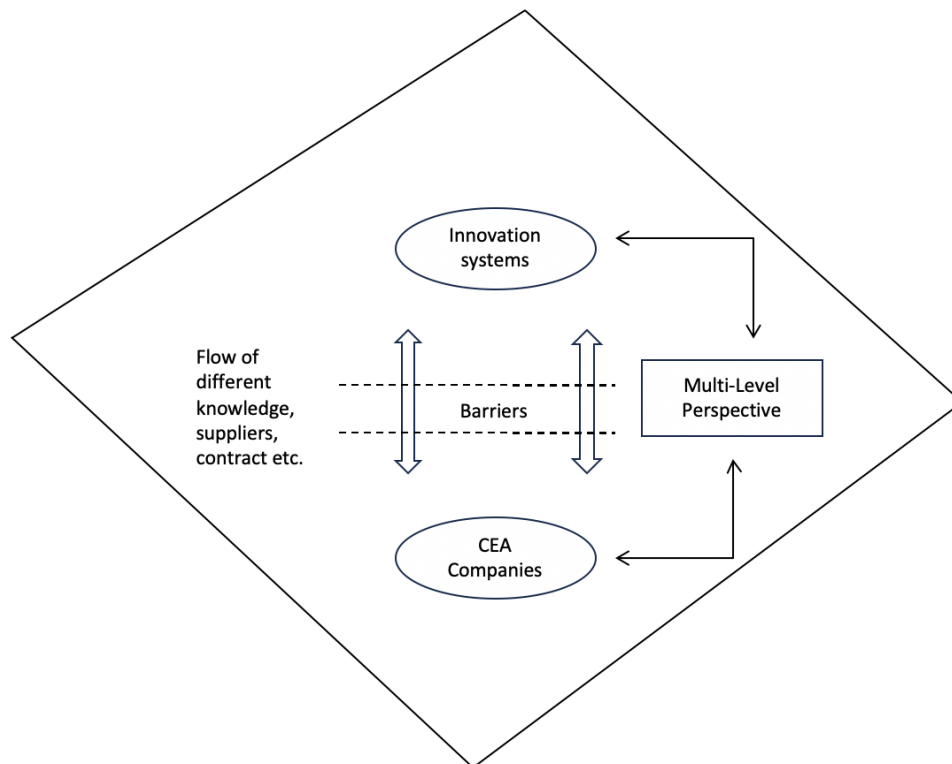 Innovation
systems
Flow of
different
knowledge,
suppliers,
contract etc.
Barriers
Multi-Level
Perspective
CEA
Companies